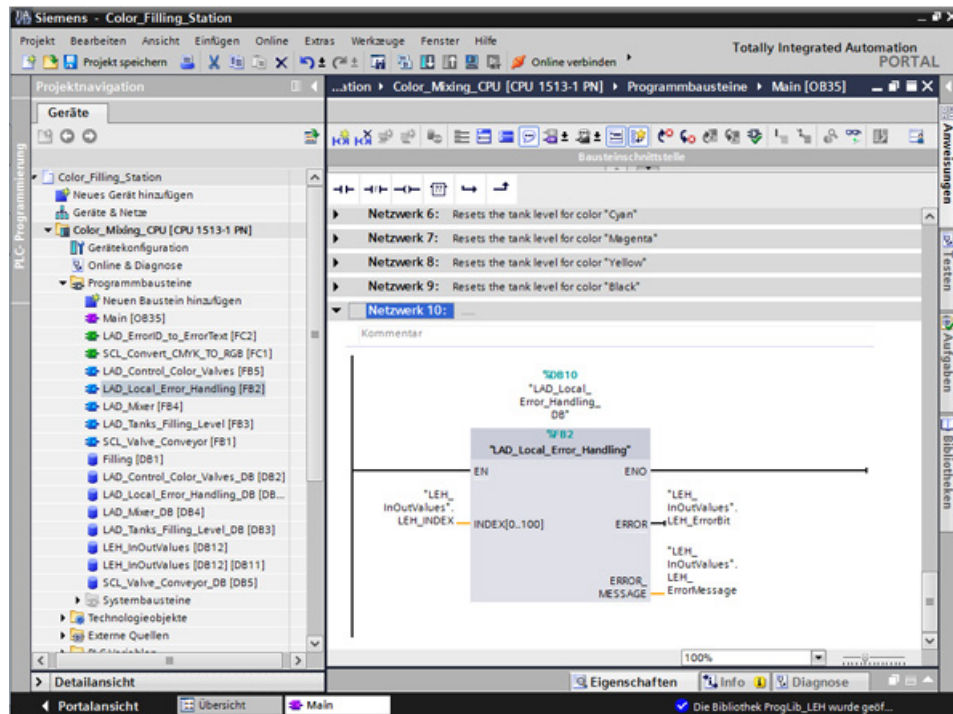 Siemens - Color_Filling_Station
Projekt Bearbeiten Ansicht Einfügen Online Extras Werkzeuge Fenster Hilfe
Totally Integrated Automation
PORTAL
Projekt speichern
Online verbinden
Projektnavigation
...ation Color_Mixing_CPU [CPU 1513-1 PN] Programmbausteine Main [OB35]
Geräte
PLC-Programmierung
Color_Filling_Station
Neues Gerät hinzufügen
Geräte & Netze
Color_Mixing_CPU [CPU 1513-1 PN]
Gerätekonfiguration
Online & Diagnose
Programmbausteine
Neuen Baustein hinzufügen
Main [OB35]
LAD_ErrorID_to_ErrorText [FC2]
SCL_Convert_CMYK_TO_RGB [FC1]
LAD_Control_Color_Valves [FB5]
LAD_Local_Error_Handling [FB2]
LAD_Mixer [FB4]
LAD_Tanks_Filling_Level [FB3]
SCL_Valve_Conveyor [FB1]
Filling [DB1]
LAD_Control_Color_Valves_DB [DB2]
LAD_Local_Error_Handling_DB [DB...
LAD_Mixer_DB [DB4]
LAD_Tanks_Filling_Level_DB [DB3]
LEH_InOutValues [DB12]
LEH_InOutValues [DB12] [DB11]
SCL_Valve_Conveyor_DB [DB5]
Systembausteine
Technologieobjekte
Externe Quellen
PLC-Variablen
Detailansicht
Bausteinschnittstelle
Netzwerk 6: Resets the tank level for color "Cyan"
Netzwerk 7: Resets the tank level for color "Magenta"
Netzwerk 8: Resets the tank level for color "Yellow"
Netzwerk 9: Resets the tank level for color "Black"
Netzwerk 10: .....
Kommentar
%DB10
"LAD_Local_
Error_Handling_
DB"
%FB2
"LAD_Local_Error_Handling"
EN
ENO
"LEH_
InOutValues".
LEH_INDEX
INDEX[0..100]
ERROR
"LEH_
InOutValues".
LEH_ErrorBit
ERROR_
MESSAGE
"LEH_
InOutValues".
LEH_
ErrorMessage
100%
Eigenschaften
Info
Diagnose
Anweisungen
Testen
Aufgaben
Bibliotheken
Portalansicht
Übersicht
Main
Die Bibliothek ProgLib_LEH wurde geöf...